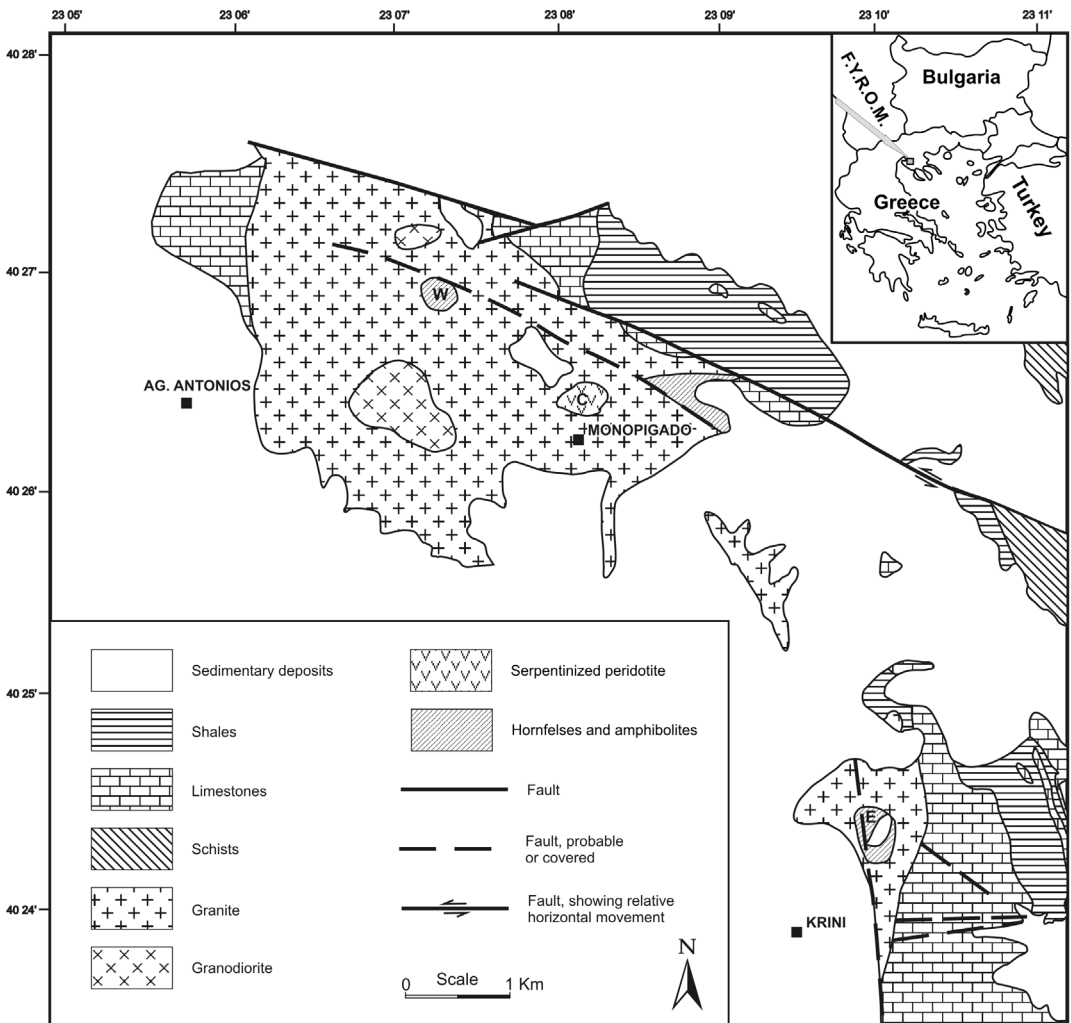 23 05'
23 06'
23 07'
23 08'
23 09'
23 10'
23 11'
40 28'
40 27'
40 26'
40 25'
40 24'
F.Y.R.O.M.
Bulgaria
Greece
Turkey
W
AG. ANTONIOS
C
MONOPIGADO
E
KRINI
Sedimentary deposits
Shales
Limestones
Schists
Granite
Granodiorite
Serpentinized peridotite
Hornfelses and amphibolites
Fault
Fault, probable
or covered
Fault, showing relative
horizontal movement
Scale
0
1 Km
N